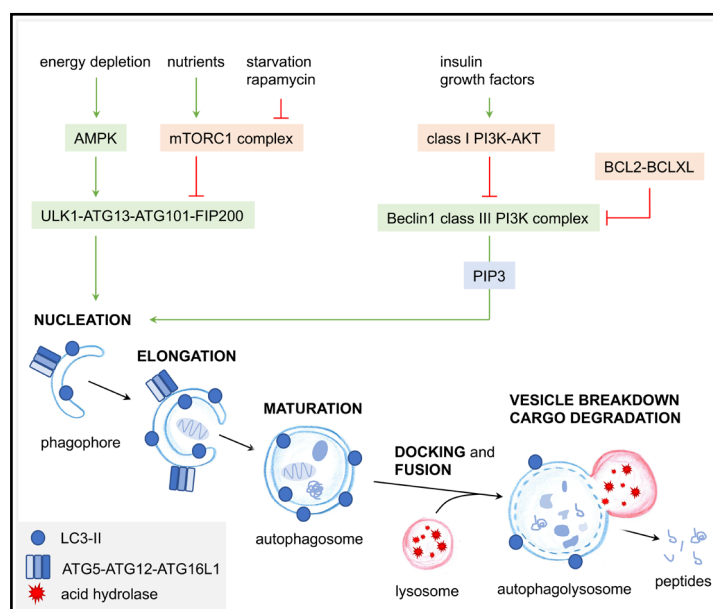 energy depletion
nutrients
starvation
rapamycin
insulin
growth factors
AMPK
mTORC1 complex
class I PI3K-AKT
BCL2-BCLXL
ULK1-ATG13-ATG101-FIP200
Beclin1 class III PI3K complex
PIP3
NUCLEATION
ELONGATION
MATURATION
VESICLE BREAKDOWN
CARGO DEGRADATION
DOCKING and
FUSION
phagophore
autophagosome
lysosome
autophagolysosome
peptides
LC3-II
ATG5-ATG12-ATG16L1
acid hydrolase